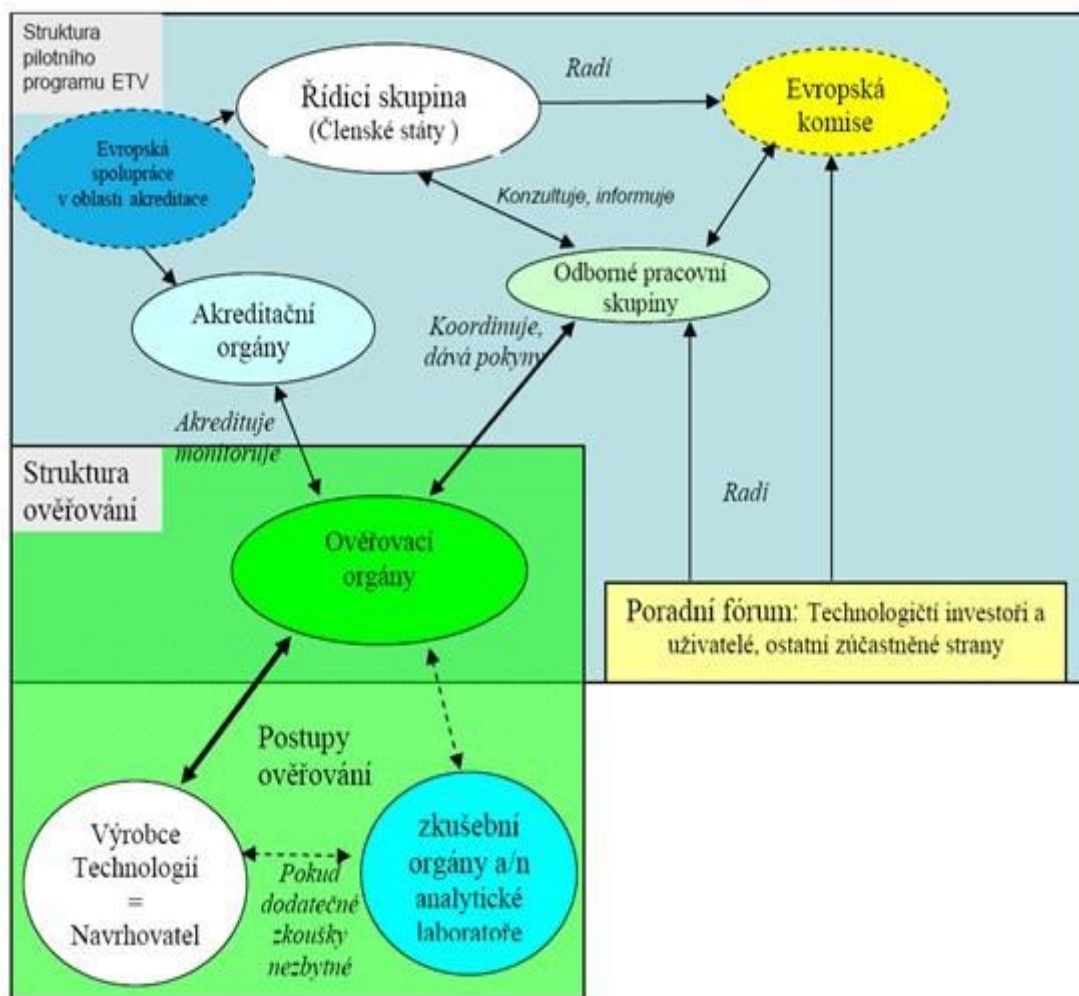 Struktura
pilotního
programu ETV
Řídicí skupina
(Členské státy )
Radí
Evropská
komise
Evropská
spolupráce
v oblasti akreditace
Konzultuje, informuje
Odborné pracovní
skupiny
Akreditační
orgány
Koordinuje,
dává pokyny
Akredituje
monitoruje
Struktura
ověřování
Radí
Ověřovací
orgány
Poradní fórum: Technologičtí investoři a
uživatelé, ostatní zúčastněné strany
Postupy
ověřování
Výrobce
Technologií
=
Navrhovatel
Pokud
dodatečné
zkoušky
nezbytné
zkušební
orgány a/n
analytické
laboratoře